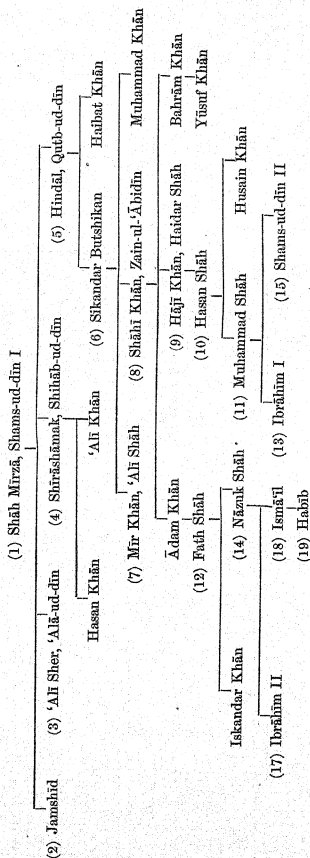 (1) Shāh Mīrzā, Shams-ud-dīn I
(2) Jamshīd (3) ‘Alī Sher, ‘Alā-ud-dīn (4) Shīrāshāmak, Shihāb-ud-dīn (5) Hindāl, Qutb-ud-dīn
Hasan Khān ‘Alī Khān (6) Sikandar Butshikan Haibat Khān
(7) Mīr Khān, ‘Alī Shāh (8) Shāhī Khān, Zain-ul-‘Ābidīn Muhammad Khān
Ādam Khān (9) Hājī Khān, Haidar Shāh Bahrām Khān
(12) Fath Shāh (10) Hasan Shāh Yūsuf Khān
Iskandar Khān (14) Nāzuk Shāh (11) Muhammad Shāh Husain Khān
(17) Ibrāhīm II (18) Ismā‘īl (13) Ibrāhīm I (15) Shams-ud-dīn II
(19) Habīb